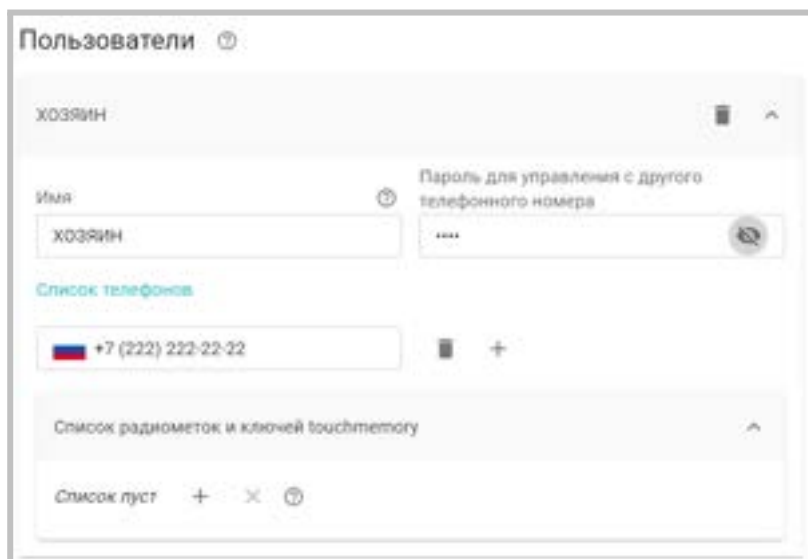 Пользователи
ХОЗЯИН
Имя
Пароль для управления с другого
телефонного номера
ХОЗЯИН
••••
Список телефонов
+7 (222) 222-22-22
Список радиометок и ключей touchmemory
Список пуст